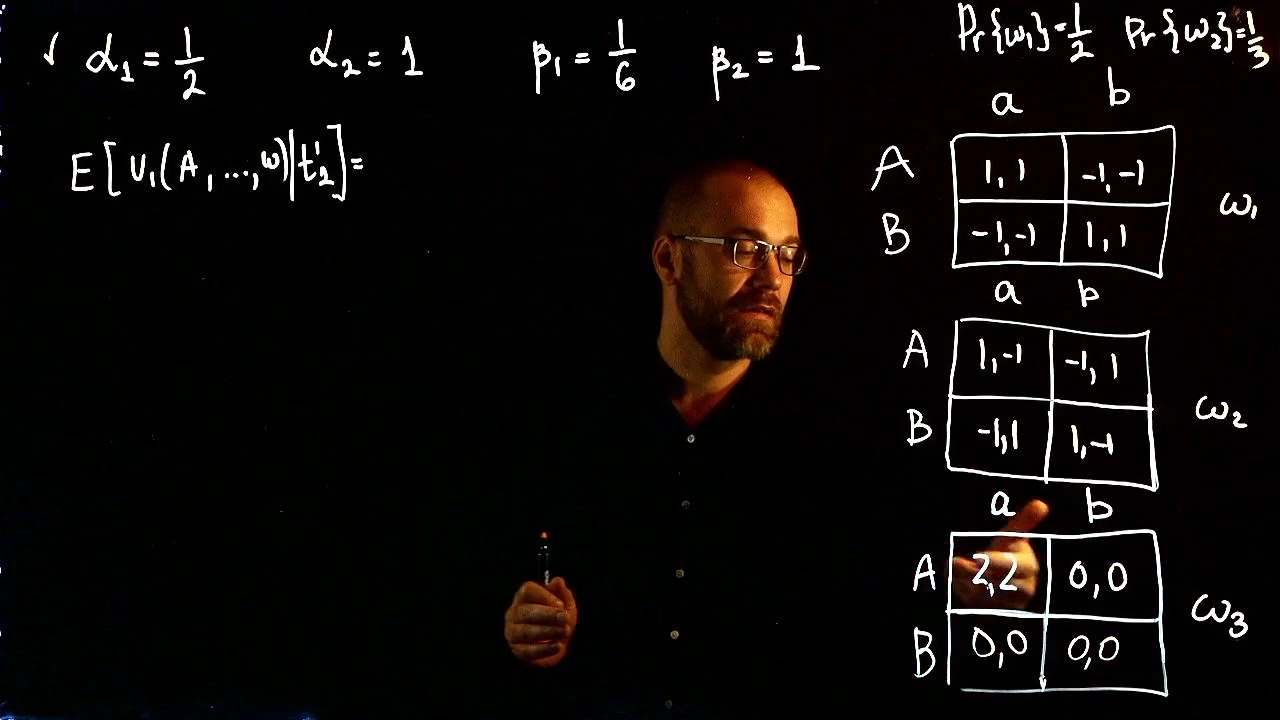 ✓ α₁ = 1/2 α₂ = 1 β₁ = 1/6 β₂ = 1
E[U₁(A, ..., ω)|t₂¹] =
Pr{ω₁} = 1/2 Pr{ω₂} = 1/3
a b
A 1, 1 -1, -1
B -1, -1 1, 1
ω₁
a b
A 1, -1 -1, 1
B -1, 1 1, -1
ω₂
a b
A 2, 2 0, 0
B 0, 0 0, 0
ω₃